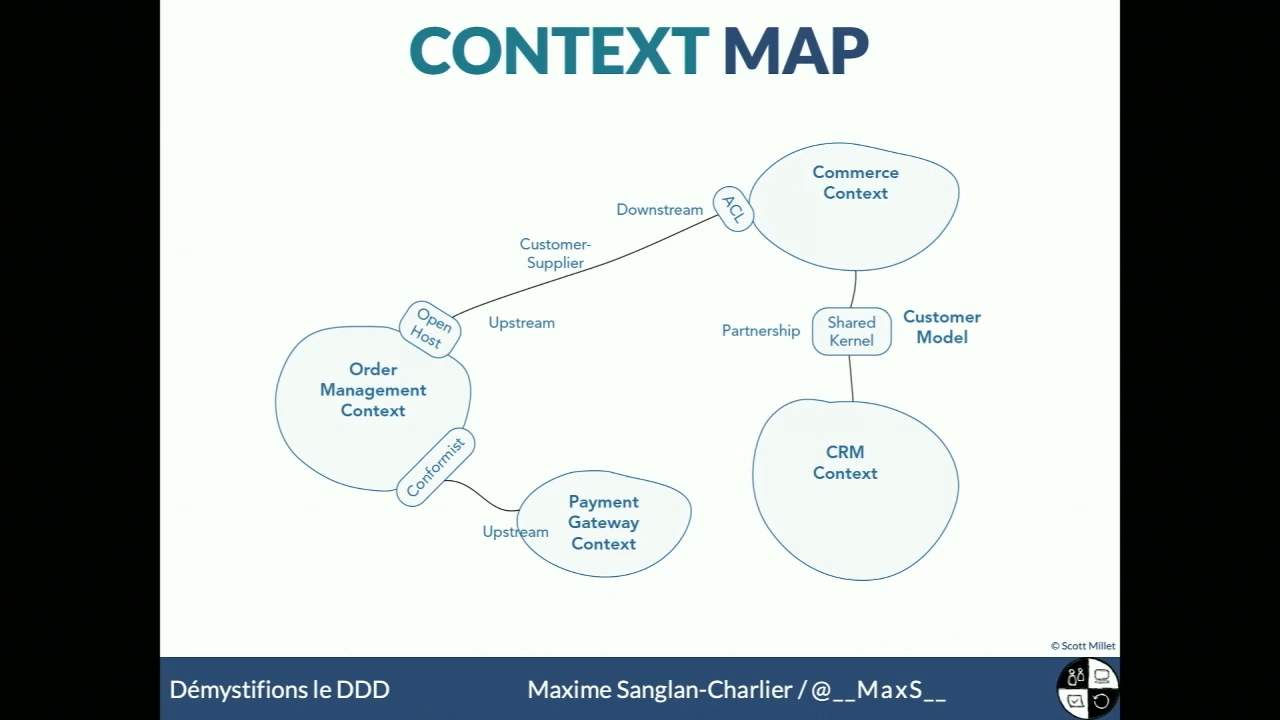 CONTEXT MAP
Commerce
Context
ACL
Downstream
Customer-
Supplier
Open
Host
Upstream
Partnership
Shared
Kernel
Customer
Model
Order
Management
Context
Conformist
CRM
Context
Payment
Gateway
Context
Upstream
© Scott Millet
Démystifions le DDD
Maxime Sanglan-Charlier / @__MaxS__